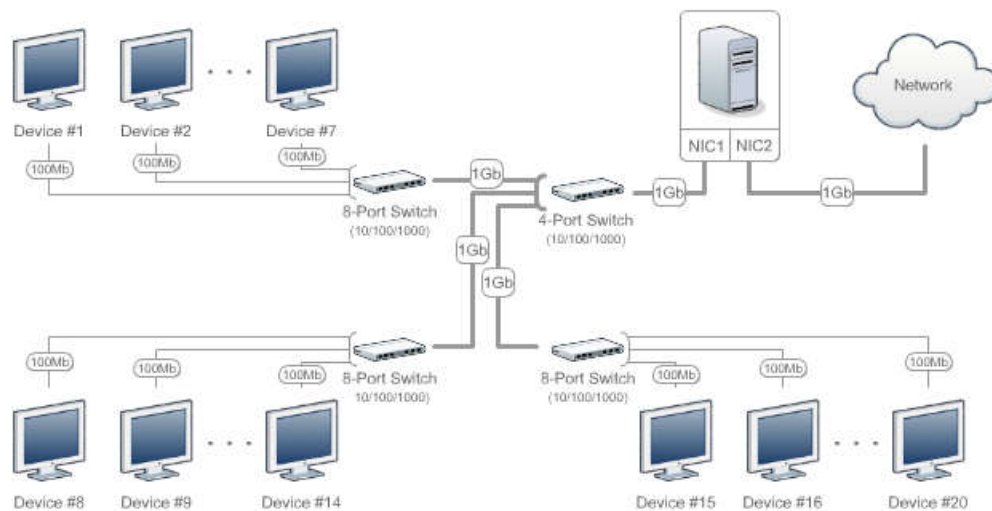 Device #1
Device #2
Device #7
100Mb
100Mb
100Mb
8-Port Switch
(10/100/1000)
1Gb
4-Port Switch
(10/100/1000)
1Gb
NIC1
NIC2
1Gb
Network
1Gb
1Gb
100Mb
100Mb
100Mb
8-Port Switch
10/100/1000)
8-Port Switch
(10/100/1000)
100Mb
100Mb
100Mb
Device #8
Device #9
Device #14
Device #15
Device #16
Device #20